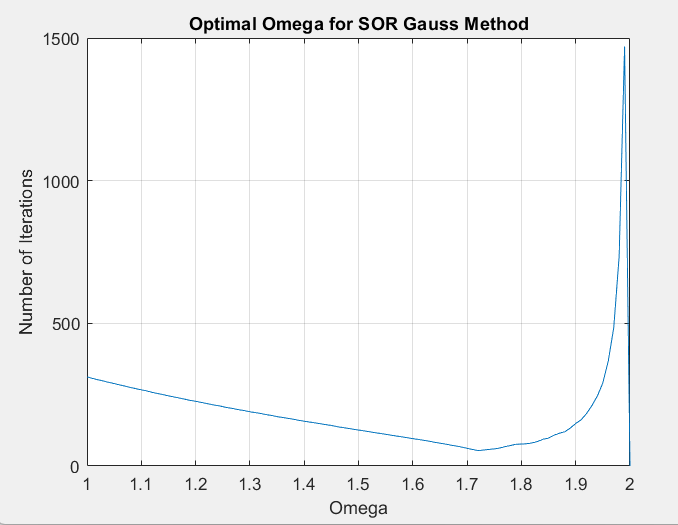 Optimal Omega for SOR Gauss Method
1500
1000
500
0
Number of Iterations
1 1.1 1.2 1.3 1.4 1.5 1.6 1.7 1.8 1.9 2
Omega